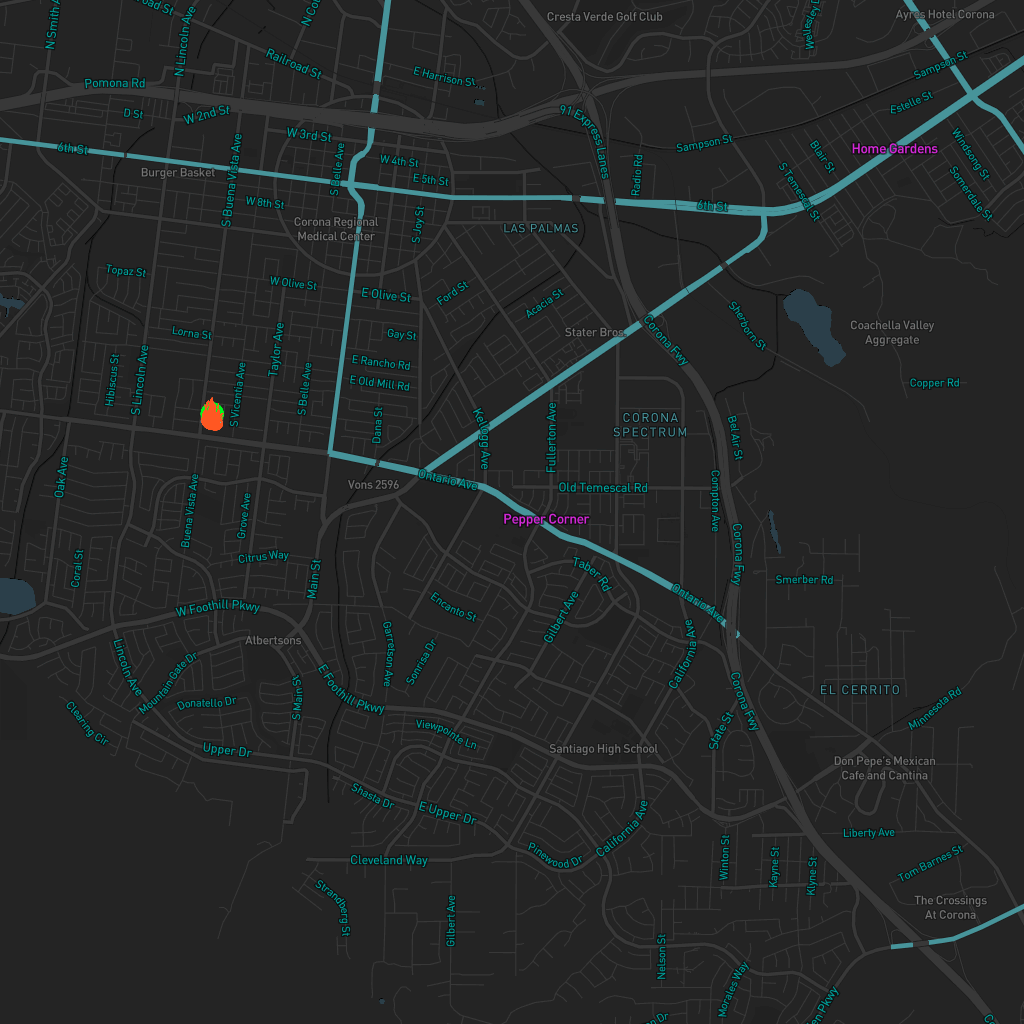 Cresta Verde Golf Club
Ayres Hotel Corona
N Smith A
road St
N Lincoln Ave
N Co
Wellesley D
Railroad St
E Harrison St
Sampson St
Pomona Rd
D St
W 2nd St
91 Express Lanes
Estelle St
W 3rd St
6th St
S Belle Ave
W 4th St
E 5th St
Sampson St
Home Gardens
Blair St
Windsong St
Burger Basket
S Buena Vista Ave
Radio Rd
S Temescal St
Somerdale St
W 8th St
6th St
Corona Regional
Medical Center
S Joy St
LAS PALMAS
Topaz St
W Olive St
E Olive St
Ford St
Acacia St
Sherborn St
Lorna St
Gay St
Stater Bros.
Corona Fwy
Coachella Valley
Aggregate
Taylor Ave
E Rancho Rd
Hibiscus St
S Lincoln Ave
S Vicentia Ave
S Belle Ave
E Old Mill Rd
Copper Rd
Dana St
Kellogg Ave
Fullerton Ave
CORONA
SPECTRUM
Bel Air St
Oak Ave
Vons 2596
Ontario Ave
Old Temescal Rd
Compton Ave
Buena Vista Ave
Grove Ave
Pepper Corner
Corona Fwy
Coral St
Citrus Way
Main St
Taber Rd
Smerber Rd
W Foothill Pkwy
Encanto St
Gilbert Ave
Ontario Ave
Albertsons
Garretson Ave
Sonrisa Dr
California Ave
Lincoln Ave
Mountain Gate Dr
E Foothill Pkwy
S Main St
Donatello Dr
Corona Fwy
EL CERRITO
Minnesota Rd
Clearing Cir
Viewpointe Ln
State St
Upper Dr
Santiago High School
Don Pepe's Mexican
Cafe and Cantina
Shasta Dr
E Upper Dr
California Ave
Liberty Ave
Cleveland Way
Pinewood Dr
Winton St
Kayne St
Klyne St
Tom Barnes St
Strandberg St
Gilbert Ave
The Crossings
At Corona
Nelson St
Morales Way
en Pkwy
en Dr
C